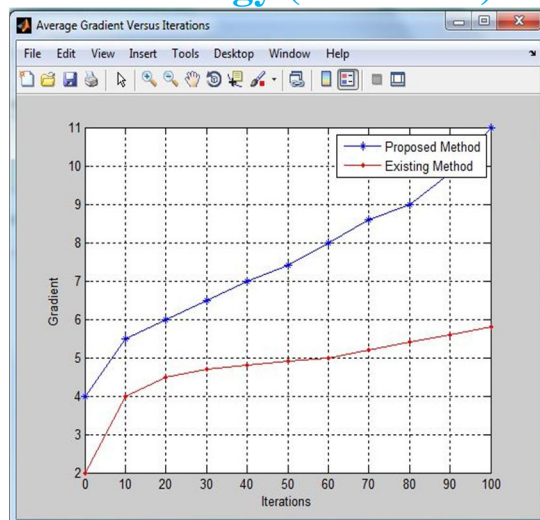 Average Gradient Versus Iterations
File Edit View Insert Tools Desktop Window Help
11
10
9
8
7
6
5
4
3
2
Gradient
Proposed Method
Existing Method
0 10 20 30 40 50 60 70 80 90 100
Iterations